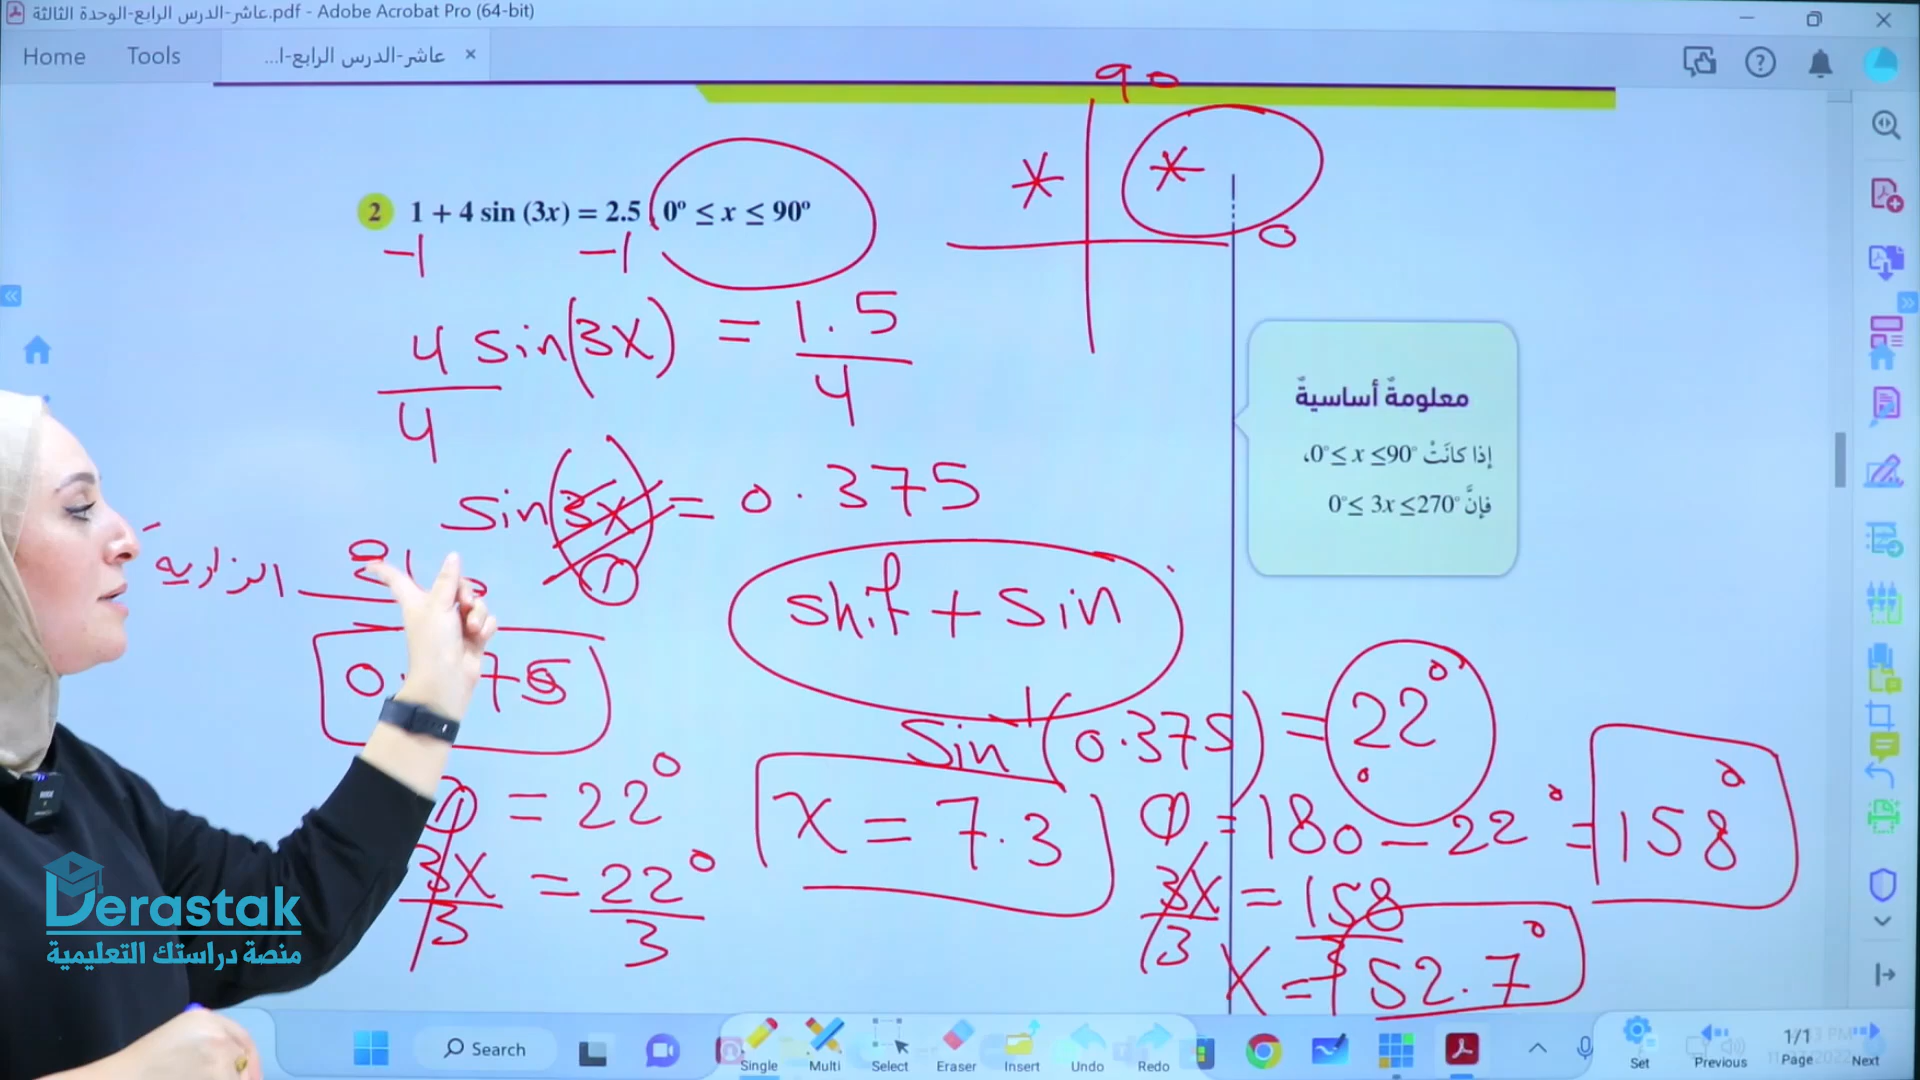 عاشر-الدرس الرابع-الوحدة الثالثة.pdf - Adobe Acrobat Pro (64-bit)
Home Tools عاشر-الدرس الرابع-ا... ×
90
2 1 + 4 sin (3x) = 2.5 , 0° ≤ x ≤ 90°
-1 -1
0
4 sin(3x) = 1.5
4 4
معلومةٌ أساسيةٌ
إذا كانَتْ 0°≤ x ≤90°،
فإنَّ 0°≤ 3x ≤270°
sin(3x) = 0.375
shif + sin
sin⁻¹(0.375) = 22°
= 22°
x = 7.3
= 180° - 22° = 158°
3x = 22°
3 3
3x = 158
3 3
x = 52.7°
Derastak
منصة دراستك التعليمية
Search
Single Multi Select Eraser Insert Undo Redo
Set Previous 1/1 Page Next